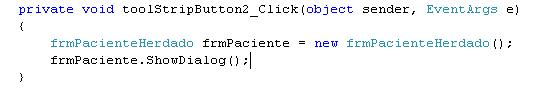 private void toolStripButton2_Click(object sender, EventArgs e)
{
    frmPacienteHerdado frmPaciente = new frmPacienteHerdado();
    frmPaciente.ShowDialog();
}